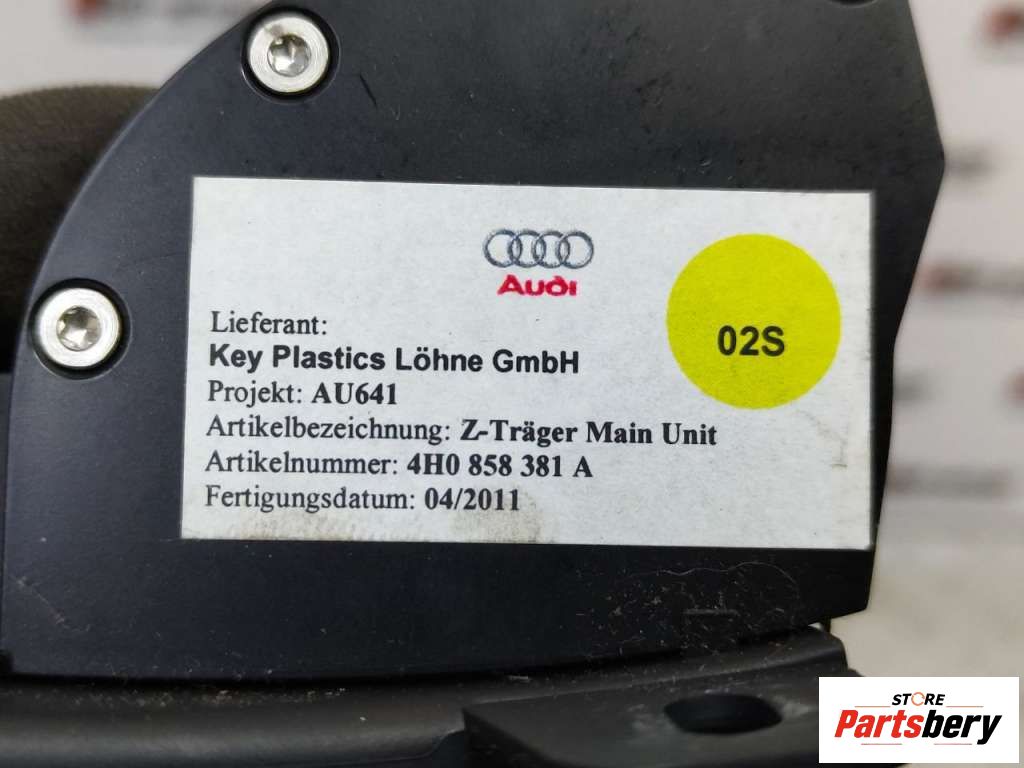 Audi
02S
Lieferant:
Key Plastics Löhne GmbH
Projekt: AU641
Artikelbezeichnung: Z-Träger Main Unit
Artikelnummer: 4H0 858 381 A
Fertigungsdatum: 04/2011
STORE
Partsbery